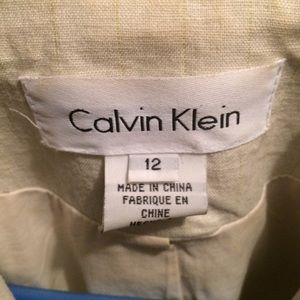 Calvin Klein
12
MADE IN CHINA
FABRIQUE EN
CHINE